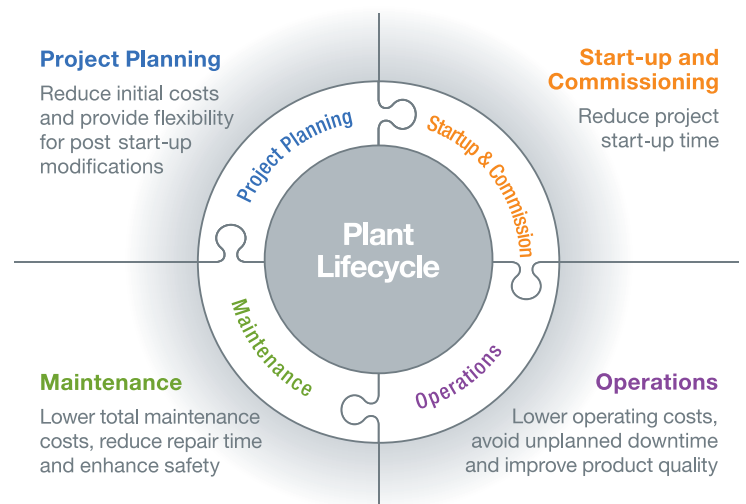 Project Planning
Reduce initial costs
and provide flexibility
for post start-up
modifications
Start-up and
Commissioning
Reduce project
start-up time
Project Planning
Startup & Commission
Plant
Lifecycle
Maintenance
Operations
Maintenance
Lower total maintenance
costs, reduce repair time
and enhance safety
Operations
Lower operating costs,
avoid unplanned downtime
and improve product quality